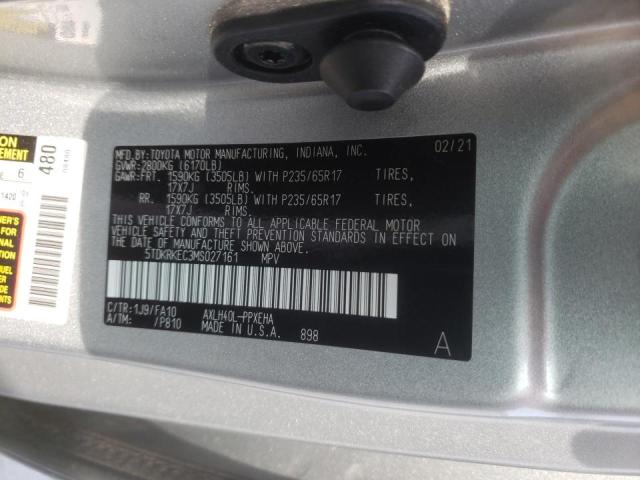 MFD.BY:TOYOTA MOTOR MANUFACTURING, INDIANA, INC. 02/21
GVWR:2800KG (6170LB)
GAWR:FRT. 1590KG (3505LB) WITH P235/65R17 TIRES,
17X7J RIMS.
RR. 1590KG (3505LB) WITH P235/65R17 TIRES,
17X7J RIMS.
THIS VEHICLE CONFORMS TO ALL APPLICABLE FEDERAL MOTOR
VEHICLE SAFETY AND THEFT PREVENTION STANDARDS IN EFFECT
ON THE DATE OF MANUFACTURE SHOWN ABOVE.
5TDKRKEC3MS027161 MPV
C/TR:1J9/FA10 AXLH40L-PPXEHA
A/TM: /P810 MADE IN U.S.A. 898
A
480
6
1420